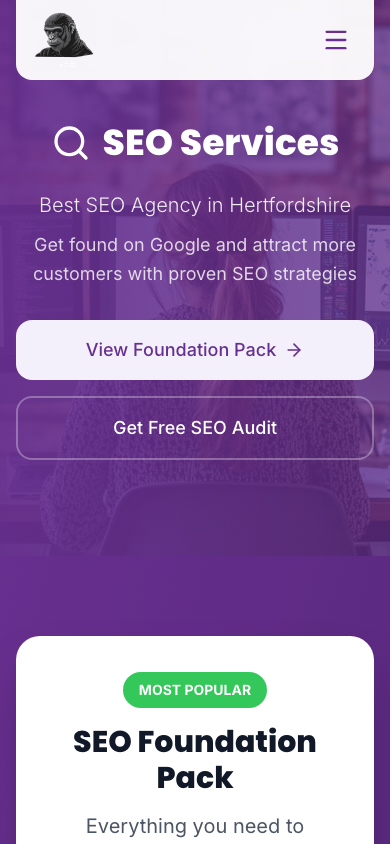 SEO Services
Best SEO Agency in Hertfordshire
Get found on Google and attract more
customers with proven SEO strategies
View Foundation Pack
Get Free SEO Audit
MOST POPULAR
SEO Foundation
Pack
Everything you need to